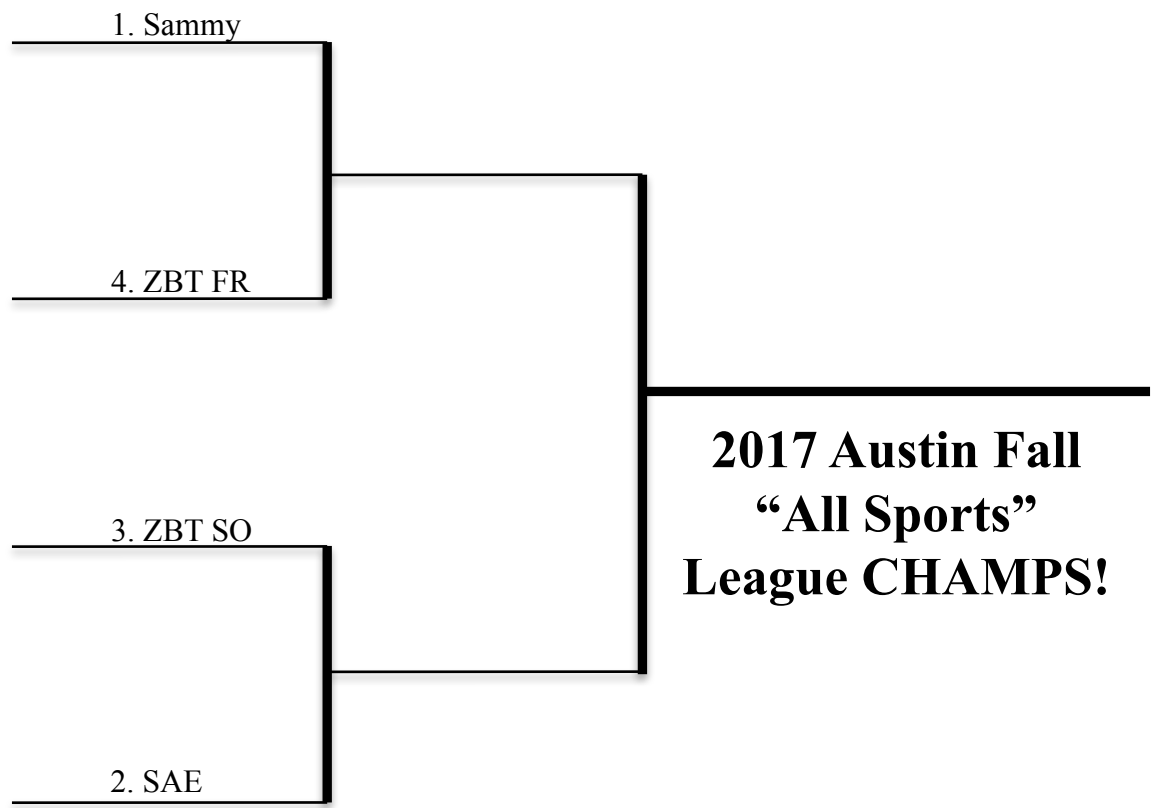 1. Sammy
4. ZBT FR
2017 Austin Fall
“All Sports”
League CHAMPS!
3. ZBT SO
2. SAE